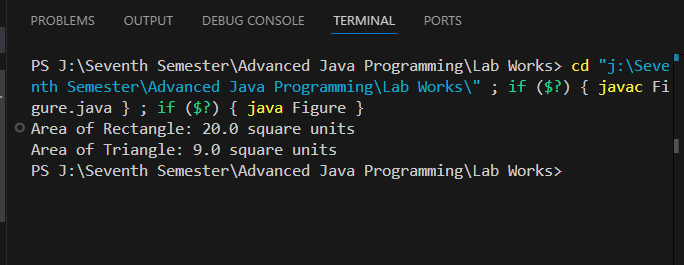 PROBLEMS OUTPUT DEBUG CONSOLE TERMINAL PORTS
PS J:\Seventh Semester\Advanced Java Programming\Lab Works> cd "j:\Seve
nth Semester\Advanced Java Programming\Lab Works\" ; if ($?) { javac Fi
gure.java } ; if ($?) { java Figure }
Area of Rectangle: 20.0 square units
Area of Triangle: 9.0 square units
PS J:\Seventh Semester\Advanced Java Programming\Lab Works>